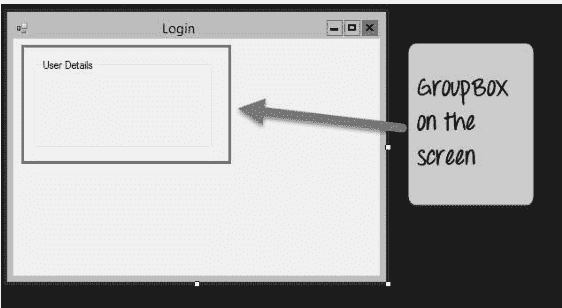 Login
User Details
GroupBox
on the
screen